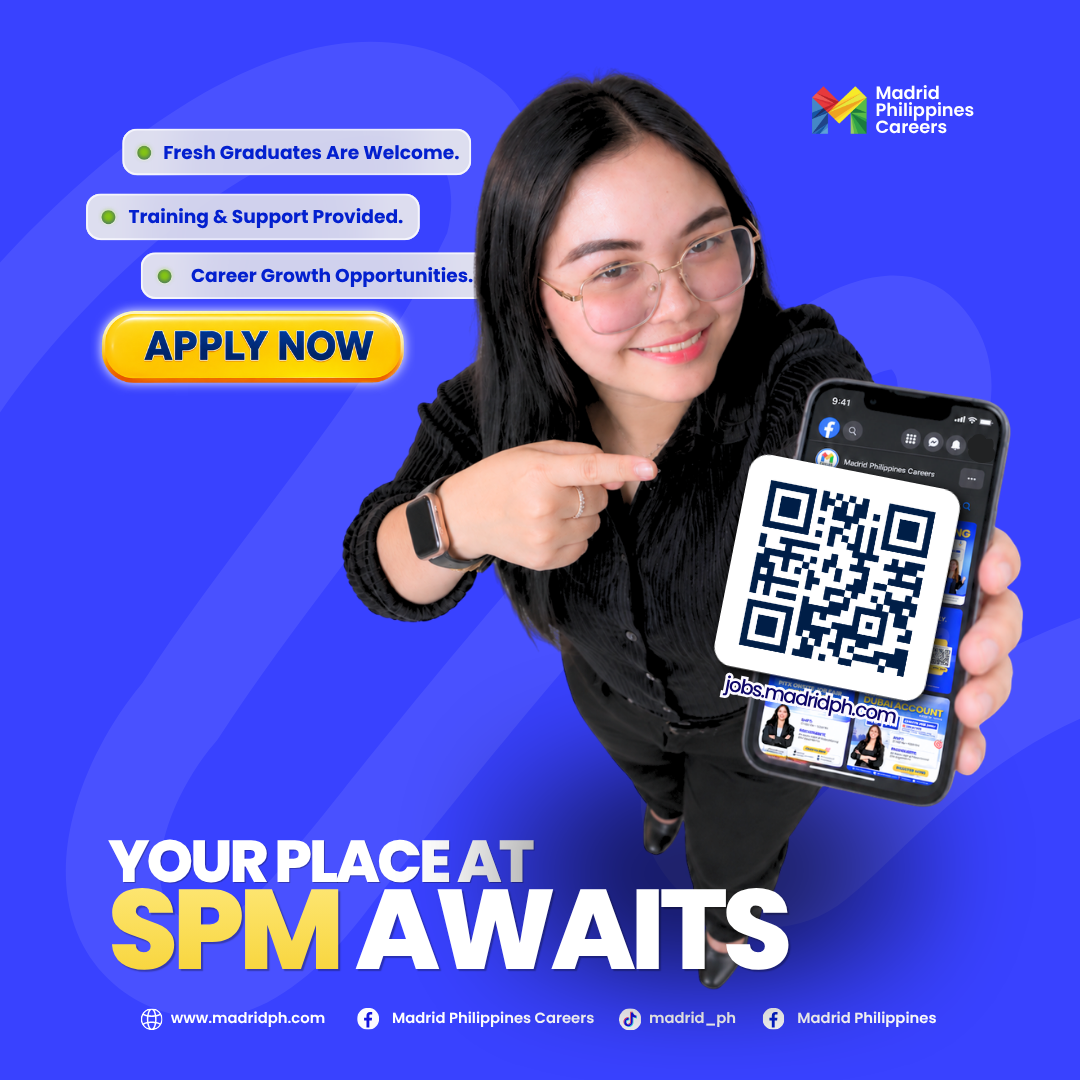 Madrid
Philippines
Careers
Fresh Graduates Are Welcome.
Training & Support Provided.
Career Growth Opportunities.
APPLY NOW
9:41
Madrid Philippines Careers
jobs.madridph.com
DUBAI ACCOUNT
YOUR PLACE AT
SPM AWAITS
www.madridph.com
Madrid Philippines Careers
madrid_ph
Madrid Philippines